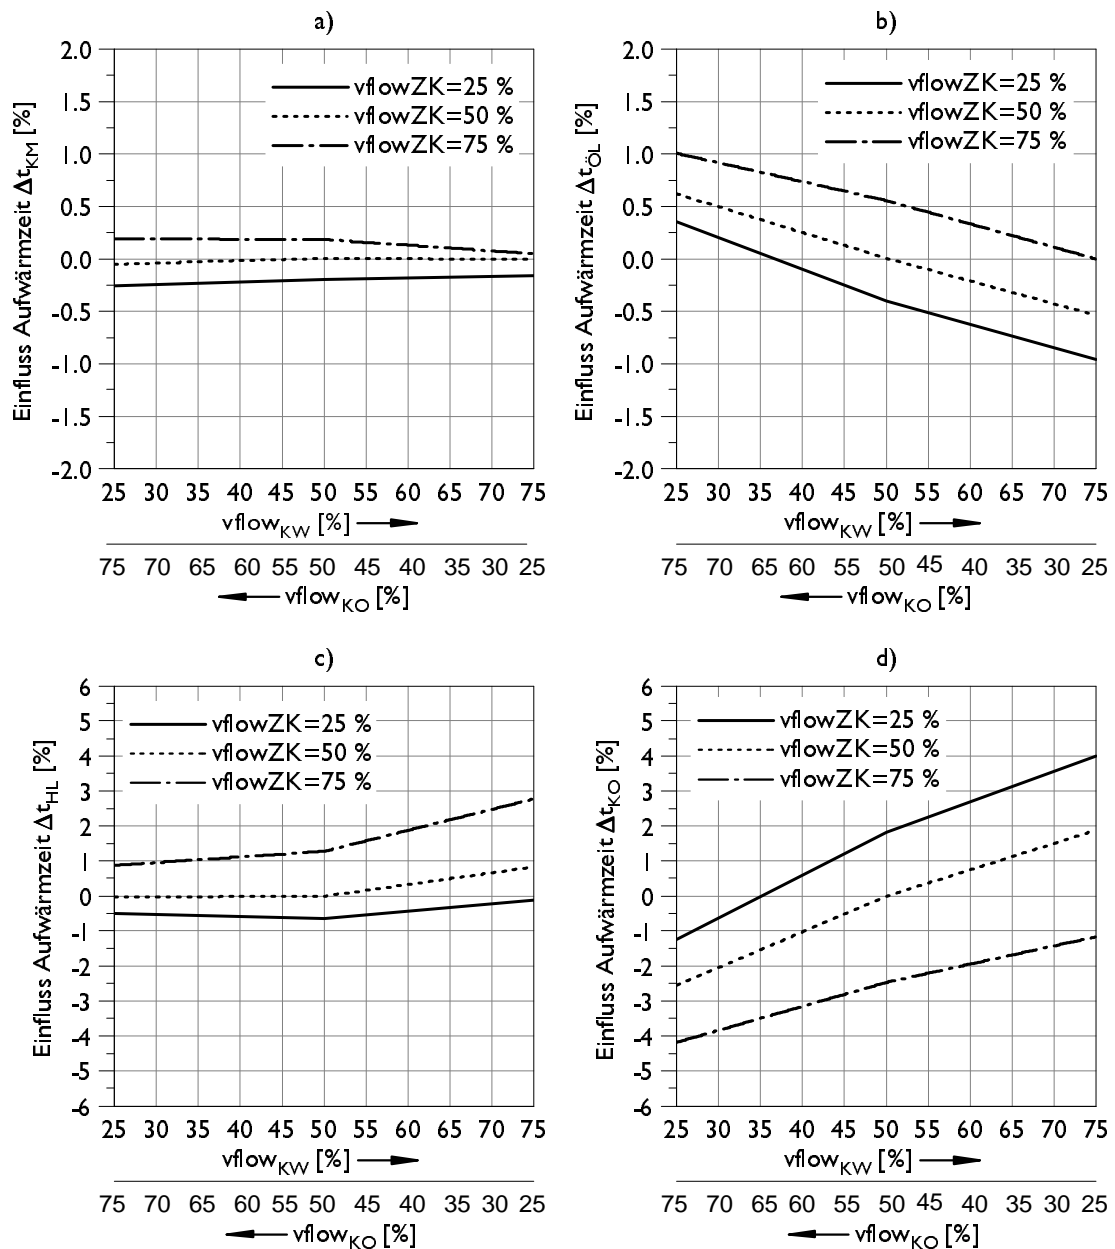 a)
2.0
1.5
1.0
0.5
0.0
-0.5
-1.0
-1.5
-2.0
Einfluss Aufwärmzeit Δt_KM [%]
vflowZK=25 %
vflowZK=50 %
vflowZK=75 %
25 30 35 40 45 50 55 60 65 70 75
vflow_KW [%]
75 70 65 60 55 50 45 40 35 30 25
vflow_KO [%]
b)
2.0
1.5
1.0
0.5
0.0
-0.5
-1.0
-1.5
-2.0
Einfluss Aufwärmzeit Δt_ÖL [%]
vflowZK=25 %
vflowZK=50 %
vflowZK=75 %
25 30 35 40 45 50 55 60 65 70 75
vflow_KW [%]
75 70 65 60 55 50 45 40 35 30 25
vflow_KO [%]
c)
6
5
4
3
2
1
0
-1
-2
-3
-4
-5
-6
Einfluss Aufwärmzeit Δt_HL [%]
vflowZK=25 %
vflowZK=50 %
vflowZK=75 %
25 30 35 40 45 50 55 60 65 70 75
vflow_KW [%]
75 70 65 60 55 50 45 40 35 30 25
vflow_KO [%]
d)
6
5
4
3
2
1
0
-1
-2
-3
-4
-5
-6
Einfluss Aufwärmzeit Δt_KO [%]
vflowZK=25 %
vflowZK=50 %
vflowZK=75 %
25 30 35 40 45 50 55 60 65 70 75
vflow_KW [%]
75 70 65 60 55 50 45 40 35 30 25
vflow_KO [%]